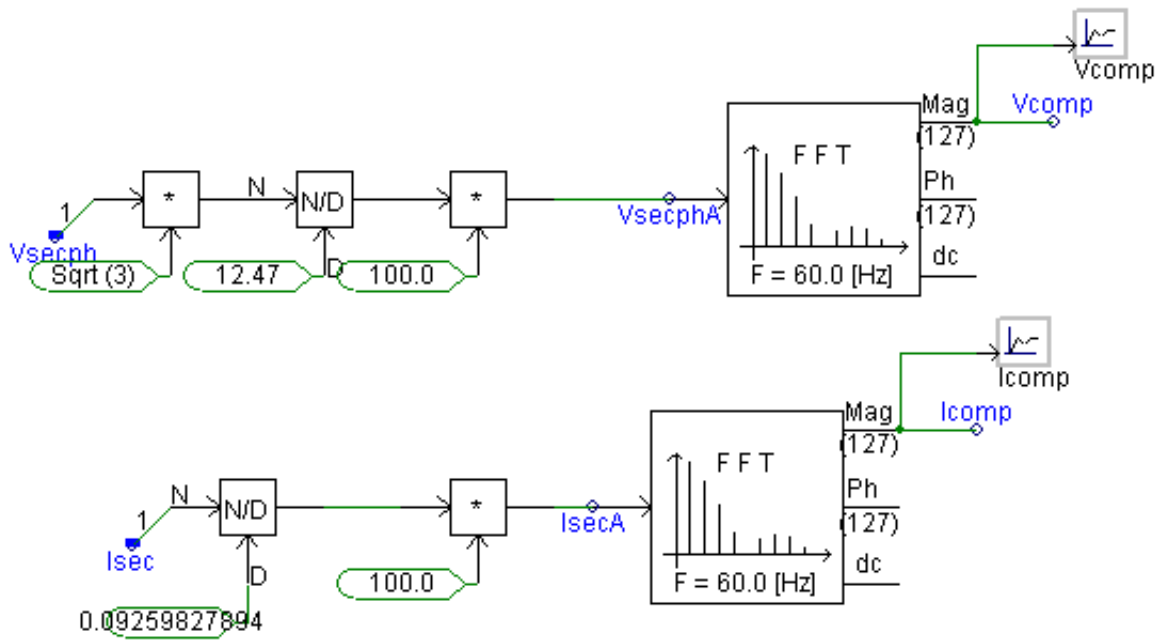 Vcomp
Mag
Vcomp
(127)
F F T
Ph
(127)
dc
F = 60.0 [Hz]
1
*
N
N/D
*
VsecphA
Vsecph
Sqrt (3)
12.47
D
100.0
Icomp
Mag
Icomp
(127)
F F T
Ph
(127)
dc
F = 60.0 [Hz]
N
1
N/D
*
IsecA
Isec
D
100.0
0.09259827894